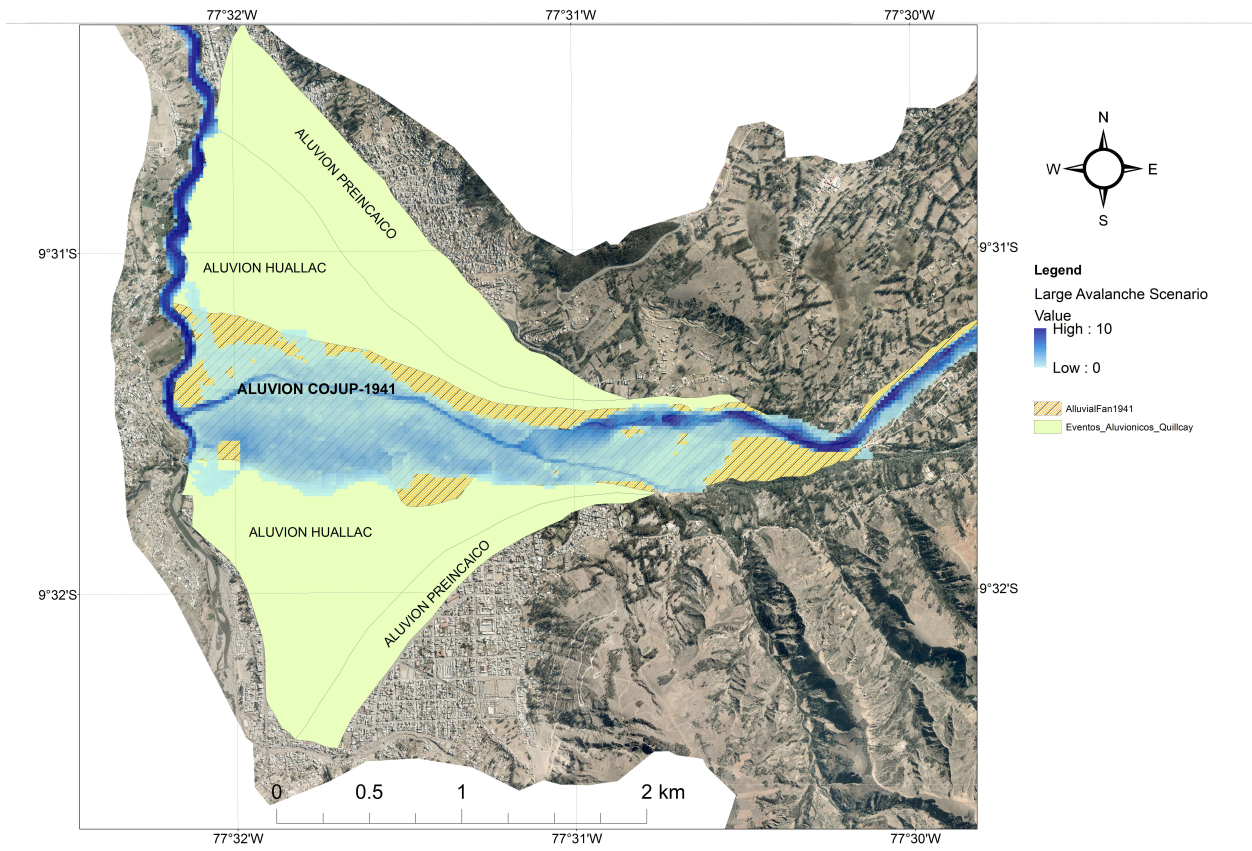 77°32'W 77°31'W 77°30'W
N
W E
S
9°31'S 9°31'S
ALUVION PREINCAICO
ALUVION HUALLAC
Legend
Large Avalanche Scenario
Value
High : 10
Low : 0
ALUVION COJUP-1941
AlluvialFan1941
Eventos_Aluvionicos_Quillcay
ALUVION HUALLAC
ALUVION PREINCAICO
9°32'S 9°32'S
0 0.5 1 2 km
77°32'W 77°31'W 77°30'W